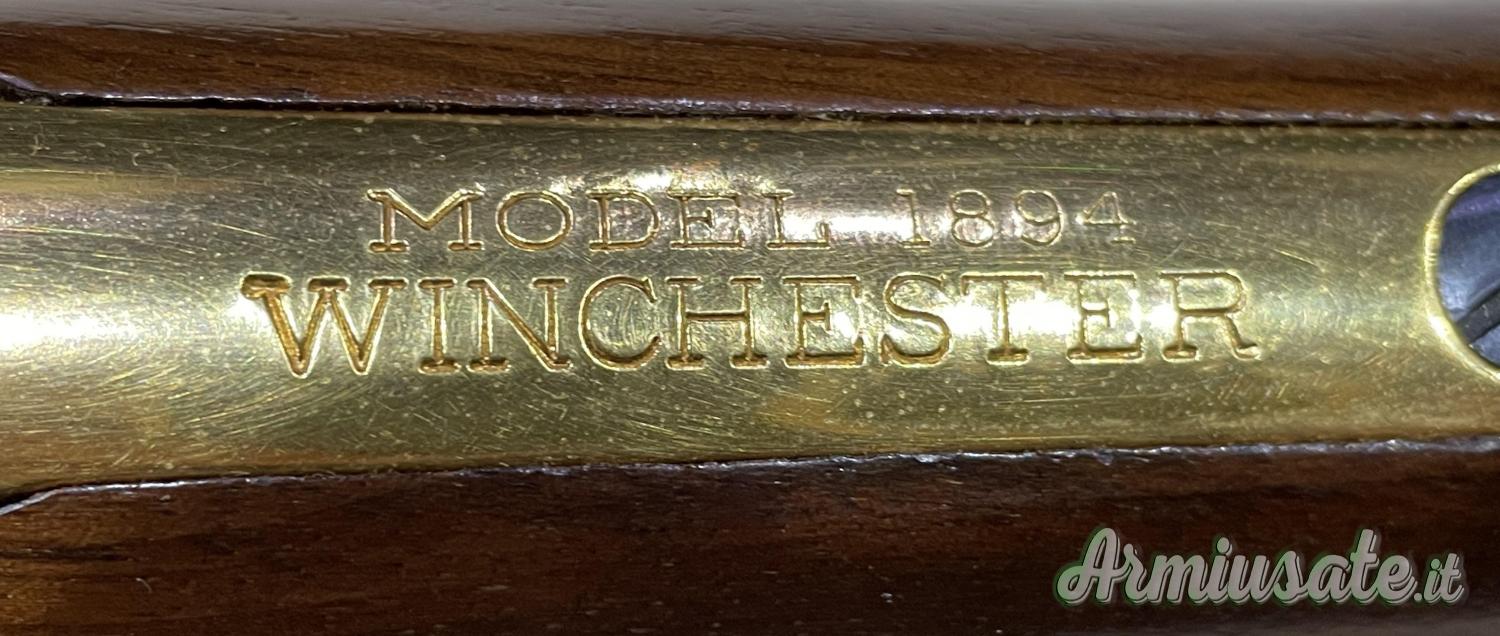 MODEL 1894
WINCHESTER
Armiusate.it